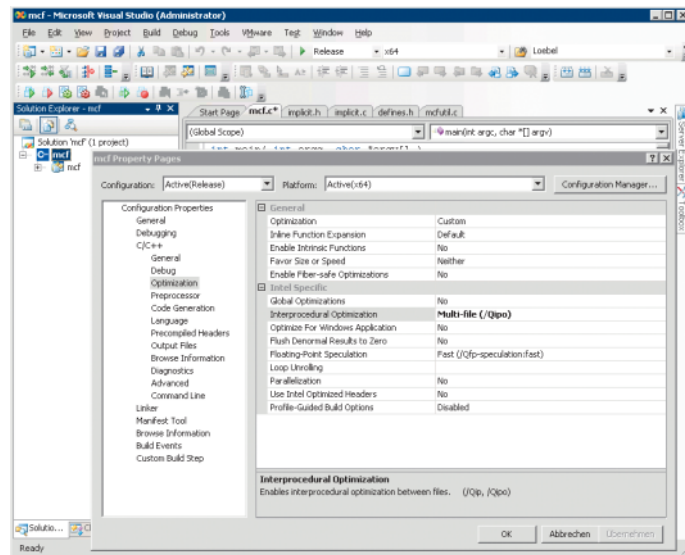 mcf - Microsoft Visual Studio (Administrator)
File Edit View Project Build Debug Tools VMware Test Window Help
Release x64 Loebel
Solution Explorer - mcf
Start Page mcf.c* implicit.h implicit.c defines.h mcfutil.c
(Global Scope) main(int argc, char *[] argv)
Solution 'mcf' (1 project)
mcf
mcf
Server Explorer
Toolbox
mcf Property Pages
Configuration: Active(Release) Platform: Active(x64) Configuration Manager...
Configuration Properties
General
Debugging
C/C++
General
Debug
Optimization
Preprocessor
Code Generation
Language
Precompiled Headers
Output Files
Browse Information
Diagnostics
Advanced
Command Line
Linker
Manifest Tool
Browse Information
Build Events
Custom Build Step
General
Optimization Custom
Inline Function Expansion Default
Enable Intrinsic Functions No
Favor Size or Speed Neither
Enable Fiber-safe Optimizations No
Intel Specific
Global Optimizations No
Interprocedural Optimization Multi-file (/Qipo)
Optimize For Windows Application No
Flush Denormal Results to Zero No
Floating-Point Speculation Fast (/Qfp-speculation:fast)
Loop Unrolling
Parallelization No
Use Intel Optimized Headers No
Profile-Guided Build Options Disabled
Interprocedural Optimization
Enables interprocedural optimization between files. (/Qip, /Qipo)
OK Abbrechen Übernehmen
Solutio...
Ready